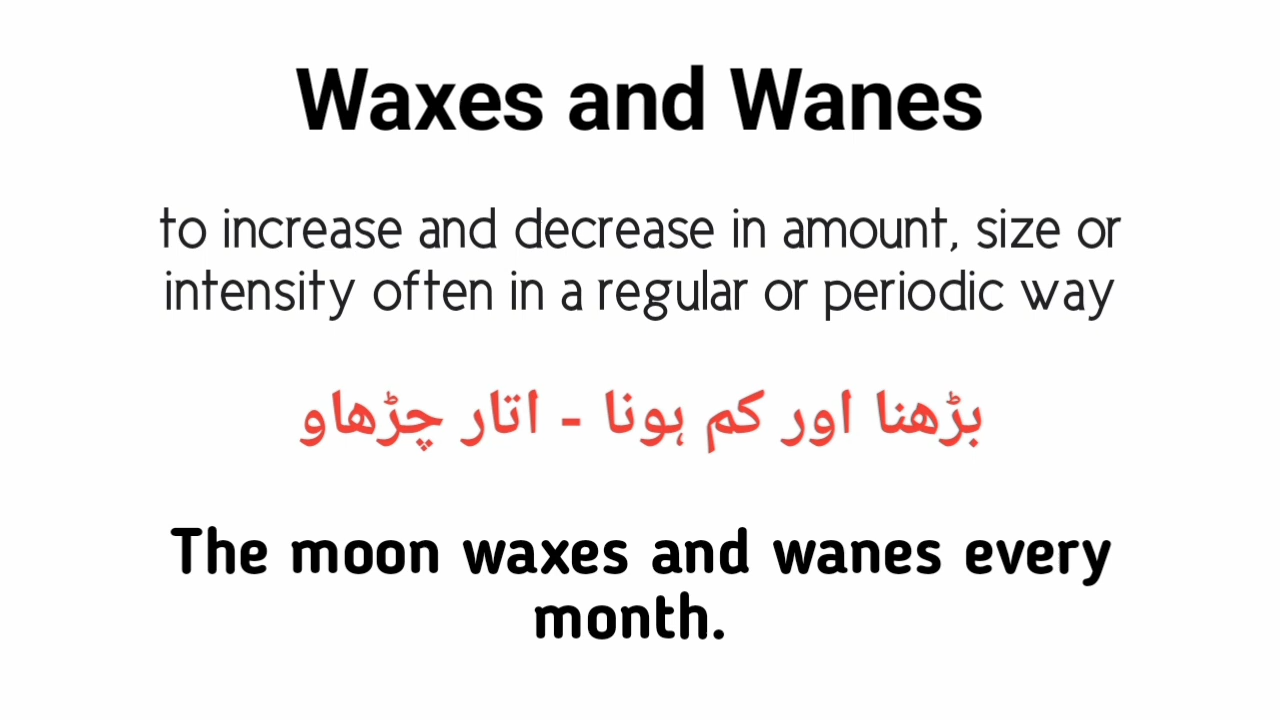 Waxes and Wanes
to increase and decrease in amount, size or
intensity often in a regular or periodic way
بڑھنا اور کم ہونا - اتار چڑھاو
The moon waxes and wanes every
month.